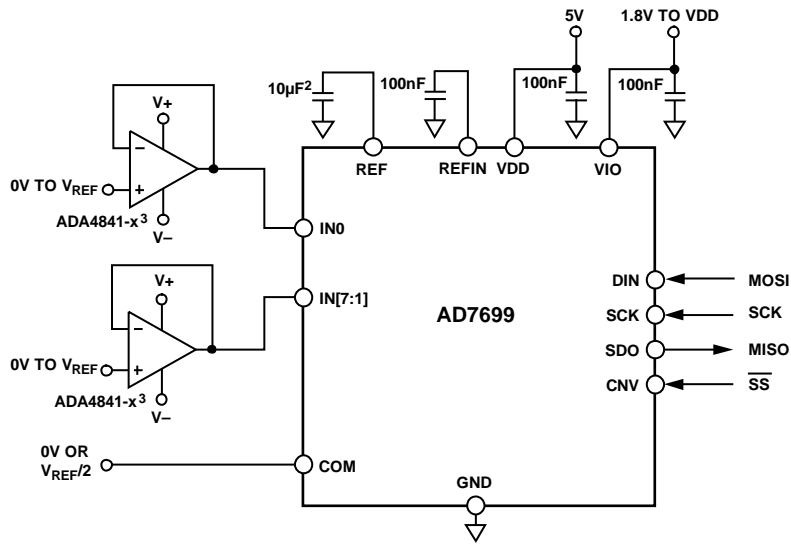 5V
1.8V TO VDD
10µF²
100nF
100nF
100nF
V+
REF
REFIN
VDD
VIO
−
+
0V TO VREF
ADA4841-x³
V−
IN0
V+
IN[7:1]
−
+
0V TO VREF
ADA4841-x³
V−
AD7699
DIN
MOSI
SCK
SCK
SDO
MISO
CNV
SS
0V OR
VREF/2
COM
GND